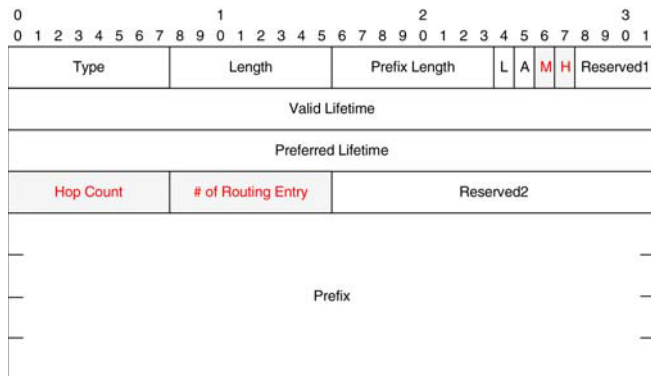 0 1 2 3
0 1 2 3 4 5 6 7 8 9 0 1 2 3 4 5 6 7 8 9 0 1 2 3 4 5 6 7 8 9 0 1
Type Length Prefix Length L A M H Reserved1
Valid Lifetime
Preferred Lifetime
Hop Count # of Routing Entry Reserved2
Prefix